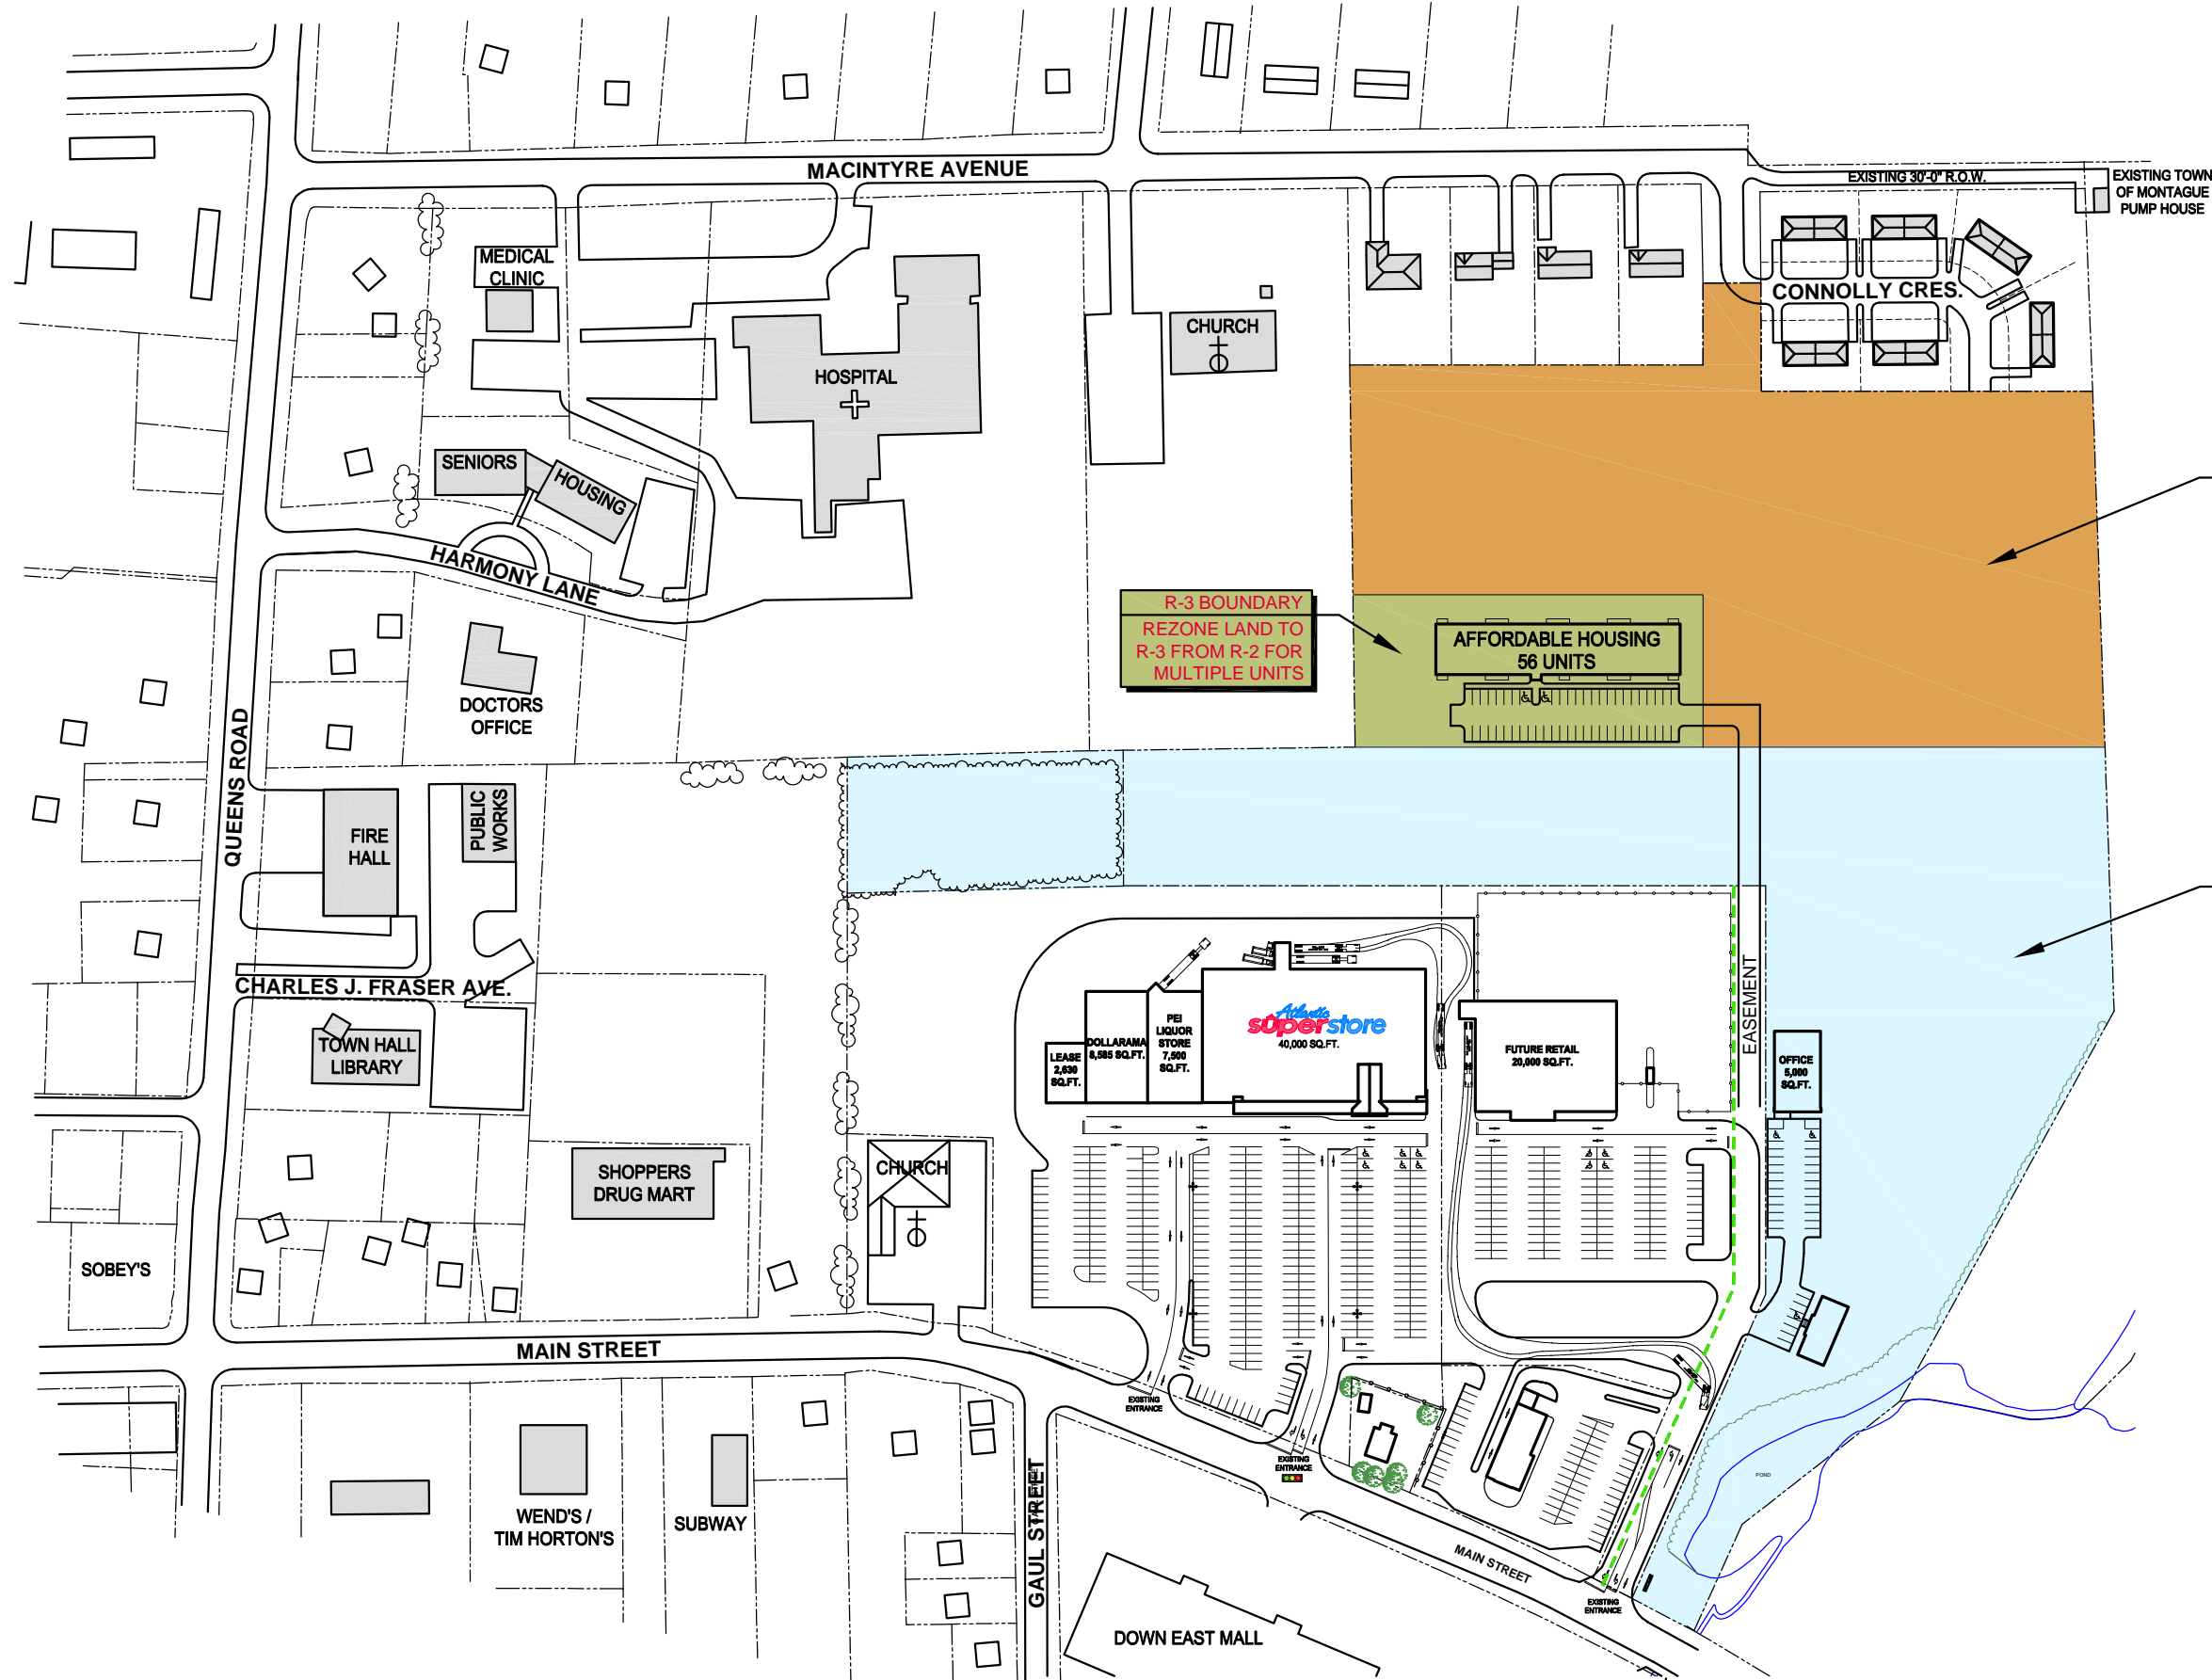 MACINTYRE AVENUE
EXISTING 30'-0" R.O.W.
EXISTING TOWN
OF MONTAGUE
PUMP HOUSE
MEDICAL
CLINIC
CONNOLLY CRES.
CHURCH
HOSPITAL
SENIORS
HOUSING
HARMONY LANE
R-3 BOUNDARY
REZONE LAND TO
R-3 FROM R-2 FOR
MULTIPLE UNITS
AFFORDABLE HOUSING
56 UNITS
DOCTORS
OFFICE
QUEENS ROAD
FIRE
HALL
PUBLIC
WORKS
CHARLES J. FRASER AVE.
TOWN HALL
LIBRARY
EASEMENT
Atlantic
superstore
40,000 SQ.FT.
PEI
LIQUOR
STORE
7,500
SQ.FT.
DOLLARAMA
8,585 SQ.FT.
LEASE
2,630
SQ.FT.
FUTURE RETAIL
20,000 SQ.FT.
OFFICE
5,000
SQ.FT.
CHURCH
SHOPPERS
DRUG MART
SOBEY'S
MAIN STREET
EXISTING
ENTRANCE
EXISTING
ENTRANCE
POND
WEND'S /
TIM HORTON'S
SUBWAY
GAUL STREET
MAIN STREET
EXISTING
ENTRANCE
DOWN EAST MALL